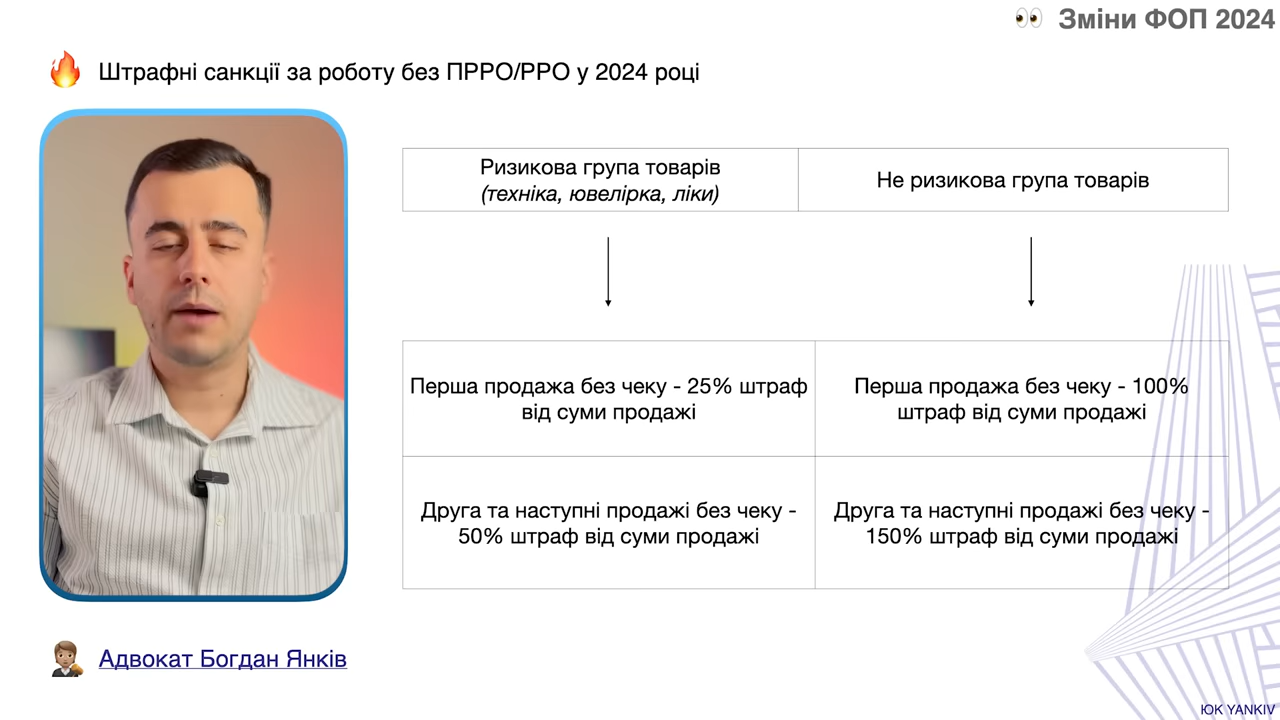 Зміни ФОП 2024
Штрафні санкції за роботу без ПРРО/РРО у 2024 році
Ризикова група товарів
(техніка, ювелірка, ліки)
Не ризикова група товарів
Перша продажа без чеку - 25% штраф
від суми продажі
Перша продажа без чеку - 100%
штраф від суми продажі
Друга та наступні продажі без чеку -
50% штраф від суми продажі
Друга та наступні продажі без чеку -
150% штраф від суми продажі
Адвокат Богдан Янків
ЮК YANKIV